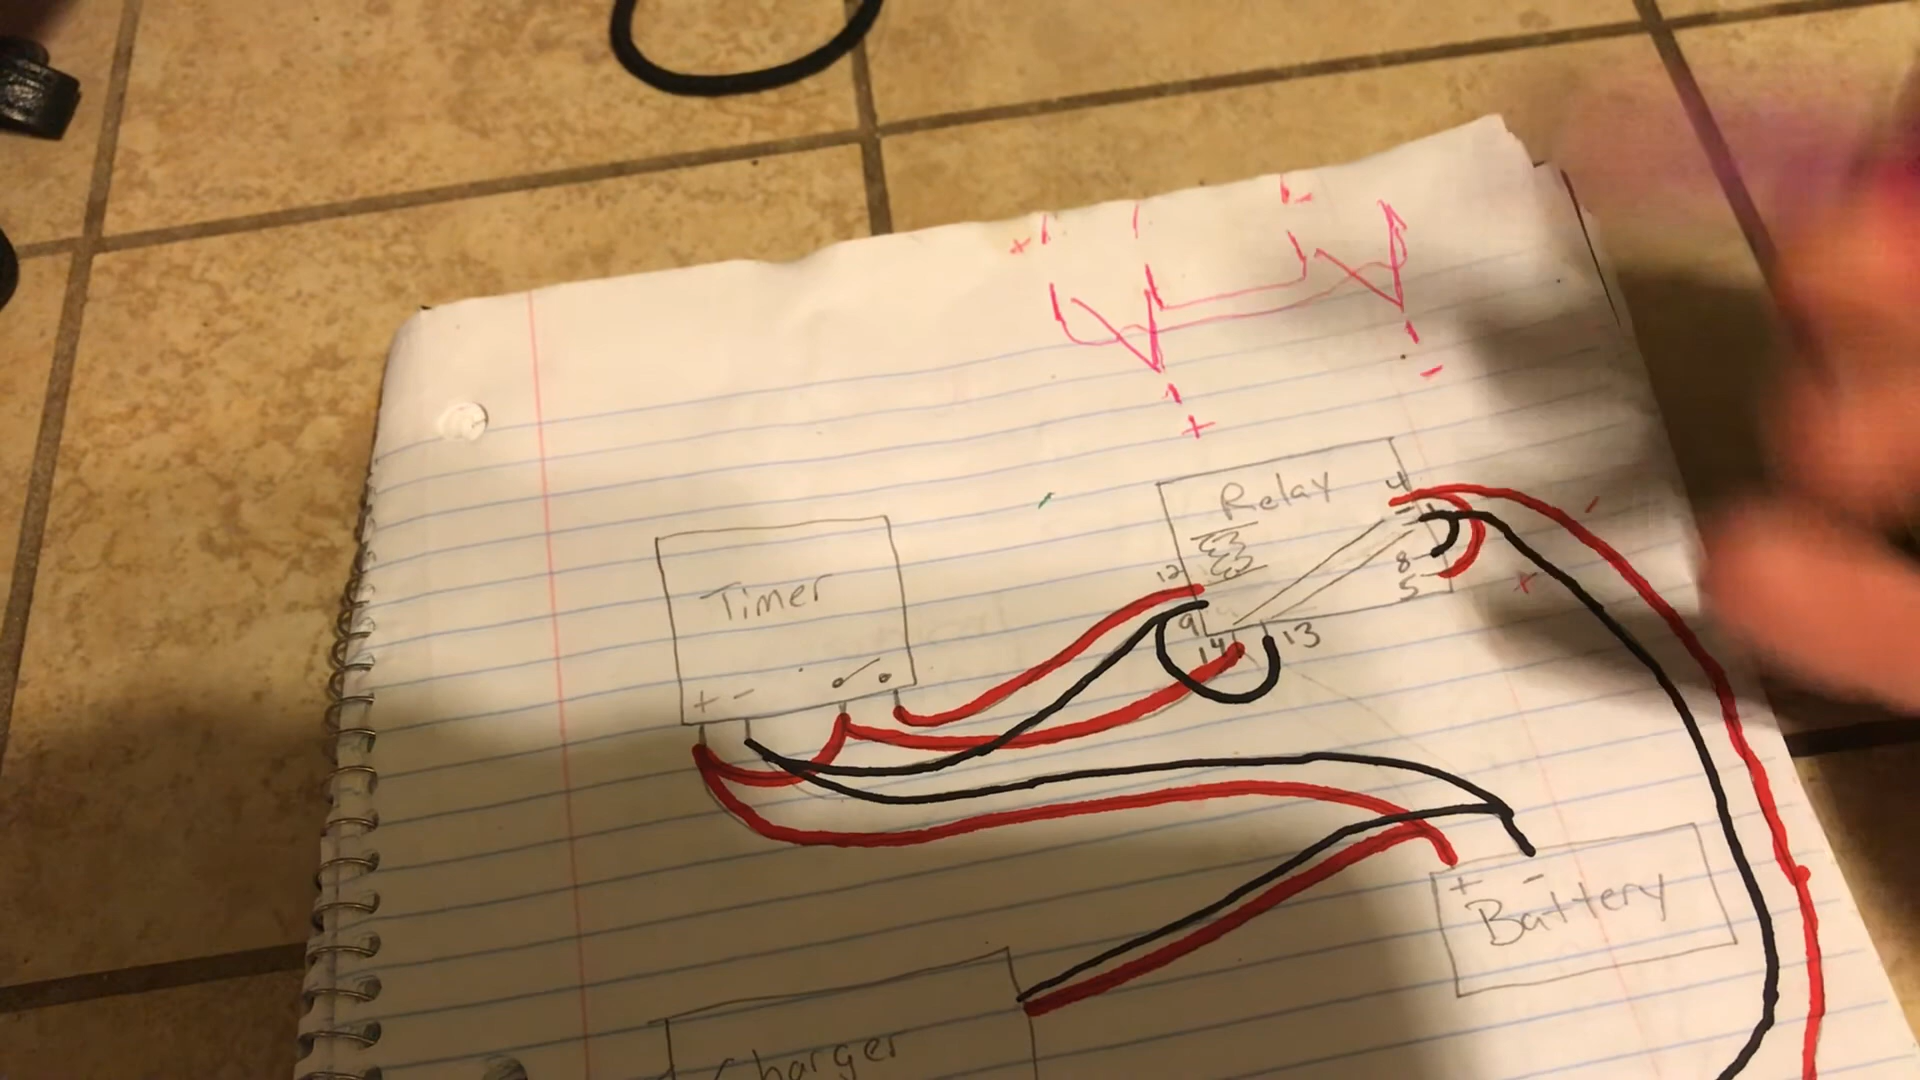 + -
+ -
Relay
4
12
8
5
9
14 13
Timer
+ -
+ -
Battery
Charger